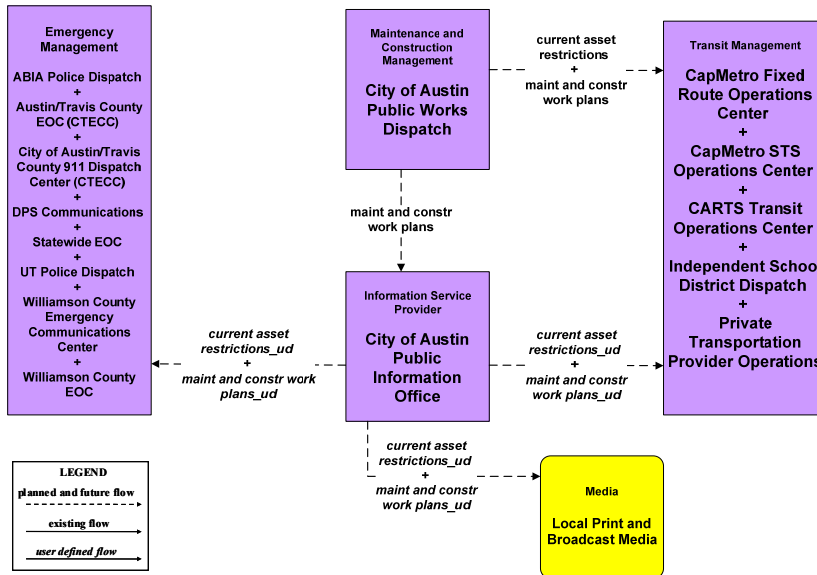 Emergency
Management
ABIA Police Dispatch
+
Austin/Travis County
EOC (CTECC)
+
City of Austin/Travis
County 911 Dispatch
Center (CTECC)
+
DPS Communications
+
Statewide EOC
+
UT Police Dispatch
+
Williamson County
Emergency
Communications
Center
+
Williamson County
EOC
Maintenance and
Construction
Management
City of Austin
Public Works
Dispatch
current asset
restrictions
+
maint and constr
work plans
Transit Management
CapMetro Fixed
Route Operations
Center
+
CapMetro STS
Operations Center
+
CARTS Transit
Operations Center
+
Independent School
District Dispatch
+
Private
Transportation
Provider Operations
maint and constr
work plans
Information Service
Provider
City of Austin
Public
Information
Office
current asset
restrictions_ud
+
maint and constr work
plans_ud
current asset
restrictions_ud
+
maint and constr
work plans_ud
current asset
restrictions_ud
+
maint and constr
work plans_ud
Media
Local Print and
Broadcast Media
LEGEND
planned and future flow
existing flow
user defined flow